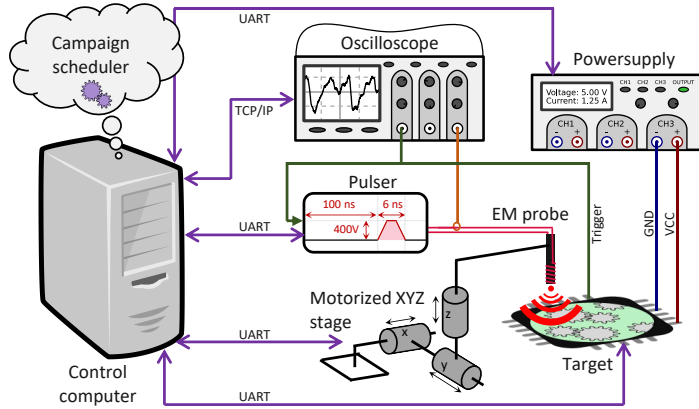 UART
Campaign
scheduler
Oscilloscope
Powersupply
Voltage: 5.00 V
Current: 1.25 A
CH1 CH2 CH3 OUTPUT
CH1 CH2 CH3
- + - + - +
TCP/IP
Pulser
100 ns 6 ns
400V
UART
EM probe
Trigger
GND
VCC
Motorized XYZ
stage
x
y
z
UART
Target
Control
computer
UART